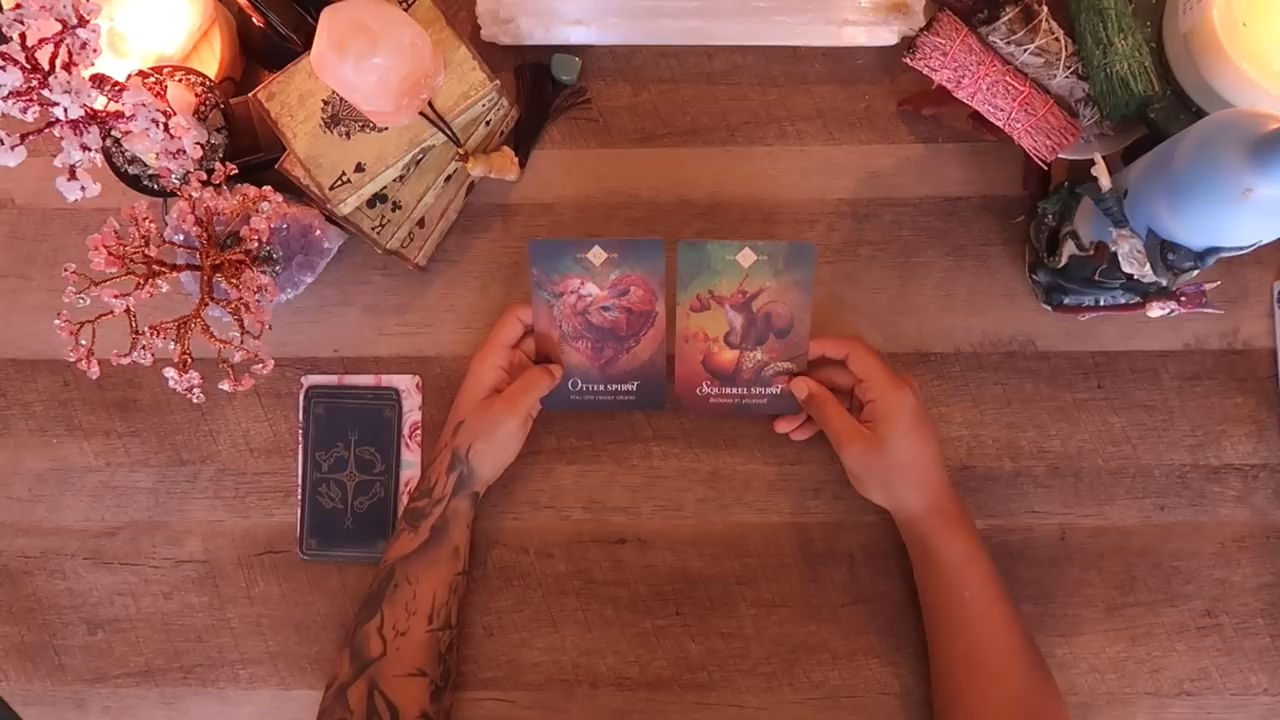 A
K
OTTER SPIRIT
You are never alone
SQUIRREL SPIRIT
Believe in yourself